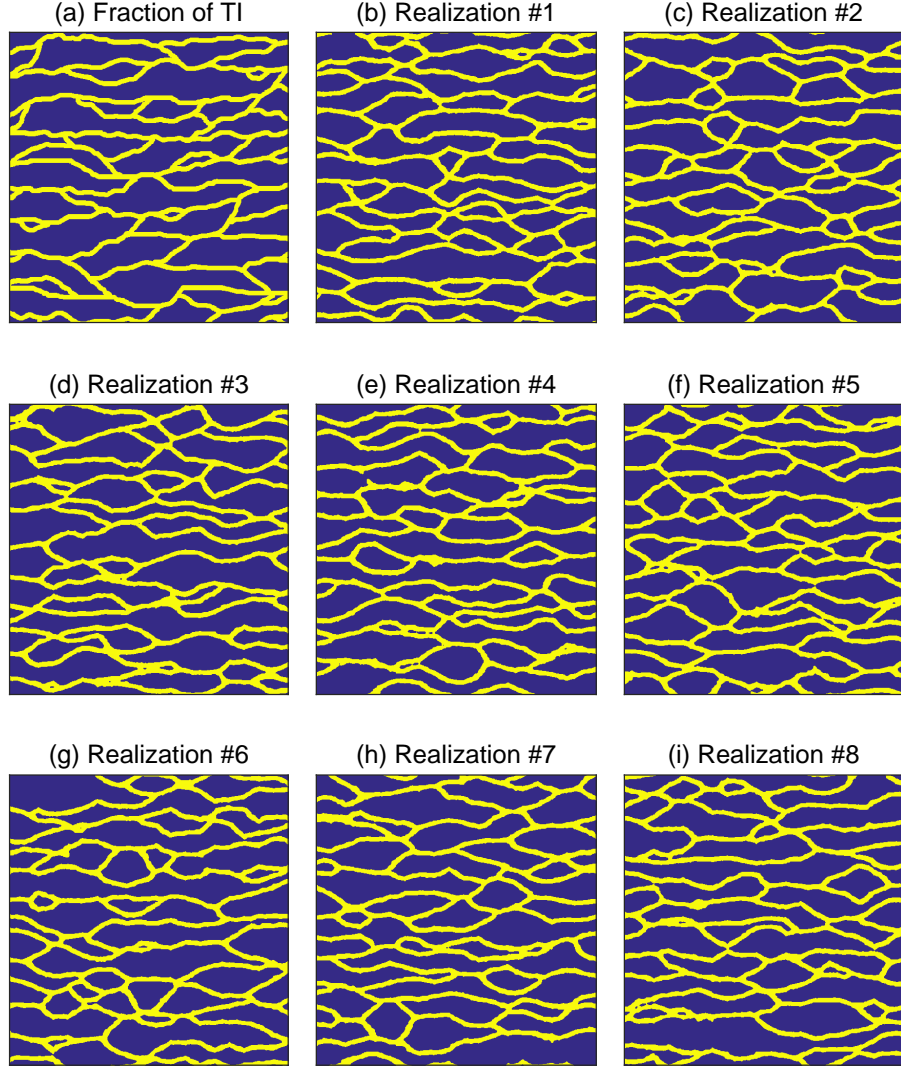 (a) Fraction of TI
(b) Realization #1
(c) Realization #2
(d) Realization #3
(e) Realization #4
(f) Realization #5
(g) Realization #6
(h) Realization #7
(i) Realization #8